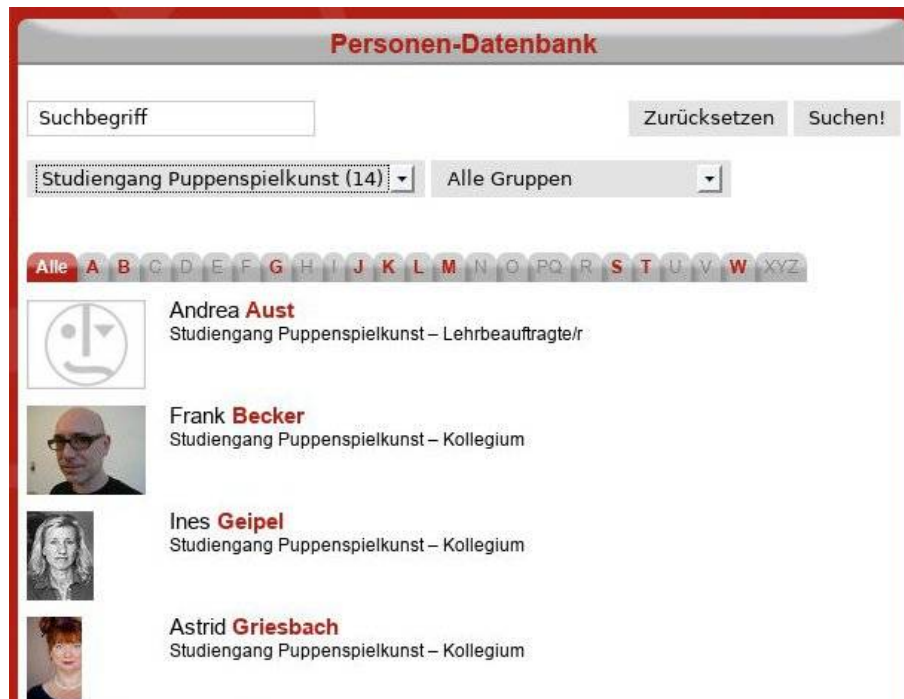 Personen-Datenbank
Suchbegriff Zurücksetzen Suchen!
Studiengang Puppenspielkunst (14) Alle Gruppen
Alle A B C D E F G H I J K L M N O PQ R S T U V W XYZ
Andrea Aust
Studiengang Puppenspielkunst – Lehrbeauftragte/r
Frank Becker
Studiengang Puppenspielkunst – Kollegium
Ines Geipel
Studiengang Puppenspielkunst – Kollegium
Astrid Griesbach
Studiengang Puppenspielkunst – Kollegium